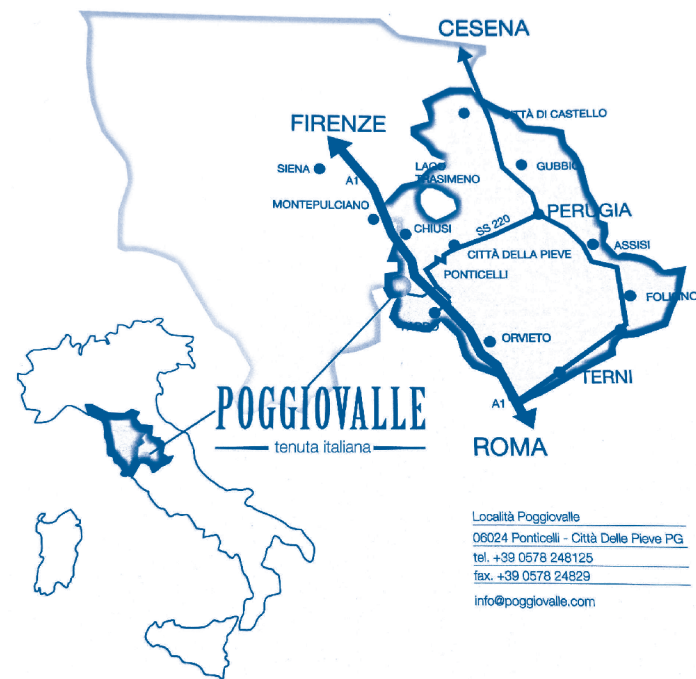 CESENA
CITTÀ DI CASTELLO
FIRENZE
SIENA
A1
LAGO
TRASIMENO
GUBBIO
MONTEPULCIANO
CHIUSI
SS 220
PERUGIA
CITTÀ DELLA PIEVE
ASSISI
PONTICELLI
FOLIGNO
ORVIETO
TERNI
A1
ROMA
POGGIOVALLE
tenuta italiana
Località Poggiovalle
06024 Ponticelli - Città Delle Pieve PG
tel. +39 0578 248125
fax. +39 0578 24829
info@poggiovalle.com